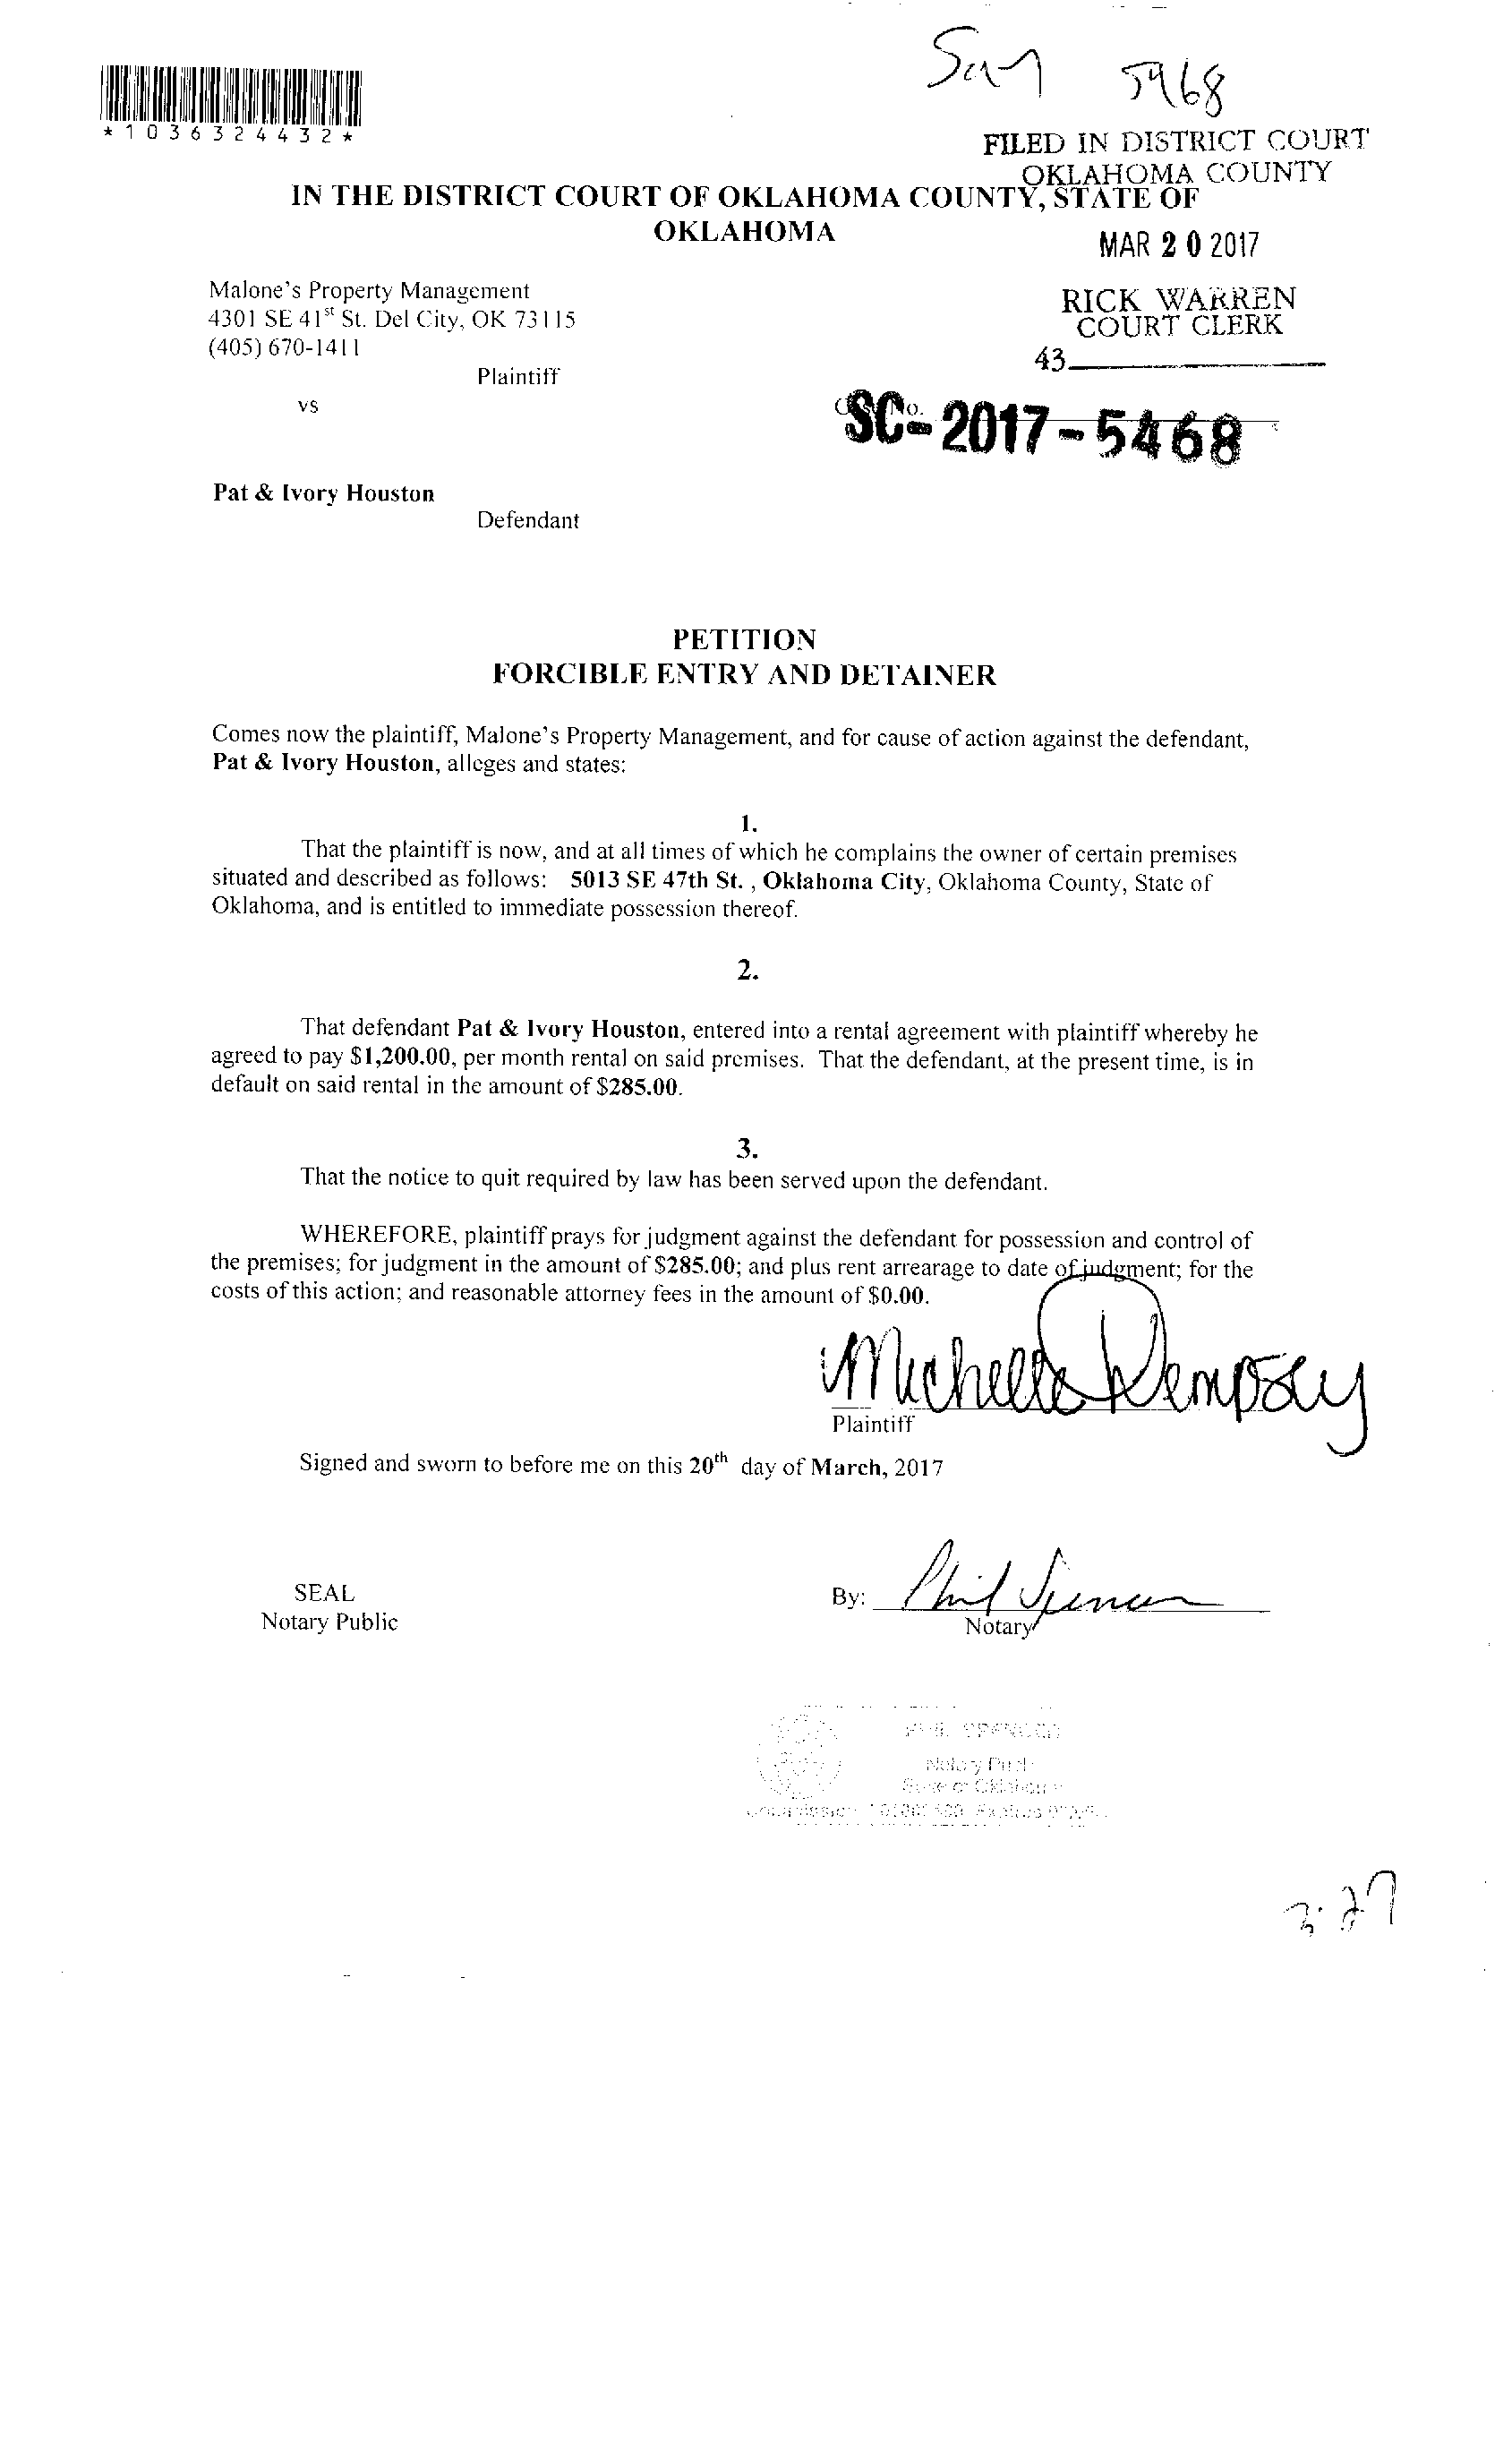 5468
*1036324432*
FILED IN DISTRICT COURT
OKLAHOMA COUNTY
IN THE DISTRICT COURT OF OKLAHOMA COUNTY, STATE OF
OKLAHOMA
MAR 20 2017
Malone's Property Management
4301 SE 41st St. Del City, OK 73115
(405) 670-1411
RICK WARREN
COURT CLERK
43
Plaintiff
vs
SC-2017-5468
Pat & Ivory Houston
Defendant
PETITION
FORCIBLE ENTRY AND DETAINER
Comes now the plaintiff, Malone's Property Management, and for cause of action against the defendant,
Pat & Ivory Houston, alleges and states:
1.
That the plaintiff is now, and at all times of which he complains the owner of certain premises
situated and described as follows: 5013 SE 47th St. , Oklahoma City, Oklahoma County, State of
Oklahoma, and is entitled to immediate possession thereof.
2.
That defendant Pat & Ivory Houston, entered into a rental agreement with plaintiff whereby he
agreed to pay $1,200.00, per month rental on said premises. That the defendant, at the present time, is in
default on said rental in the amount of $285.00.
3.
That the notice to quit required by law has been served upon the defendant.
WHEREFORE, plaintiff prays for judgment against the defendant for possession and control of
the premises; for judgment in the amount of $285.00; and plus rent arrearage to date of judgment; for the
costs of this action; and reasonable attorney fees in the amount of $0.00.
Michelle Dempsey
Plaintiff
Signed and sworn to before me on this 20th day of March, 2017
SEAL
Notary Public
By: Phil Spencer
Notary
Notary Public
State of Oklahoma
3.27